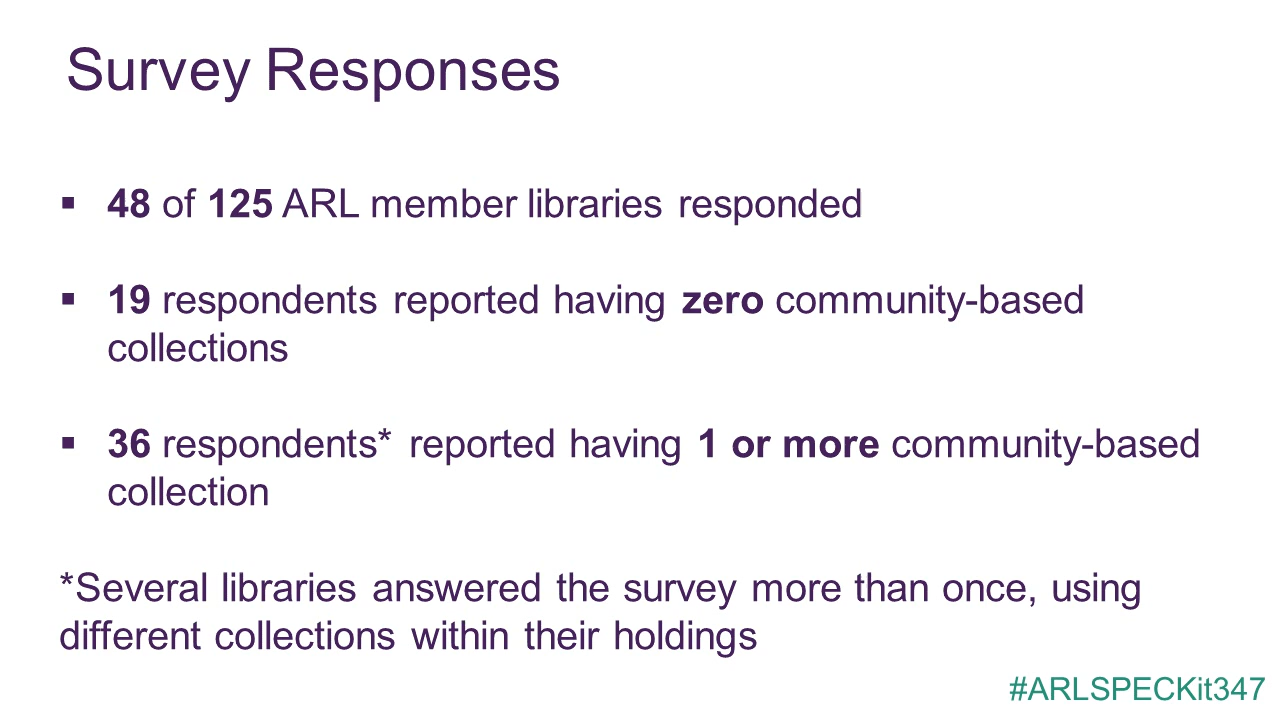 Survey Responses
▪ 48 of 125 ARL member libraries responded
▪ 19 respondents reported having zero community-based
collections
▪ 36 respondents* reported having 1 or more community-based
collection
*Several libraries answered the survey more than once, using
different collections within their holdings
#ARLSPECKit347